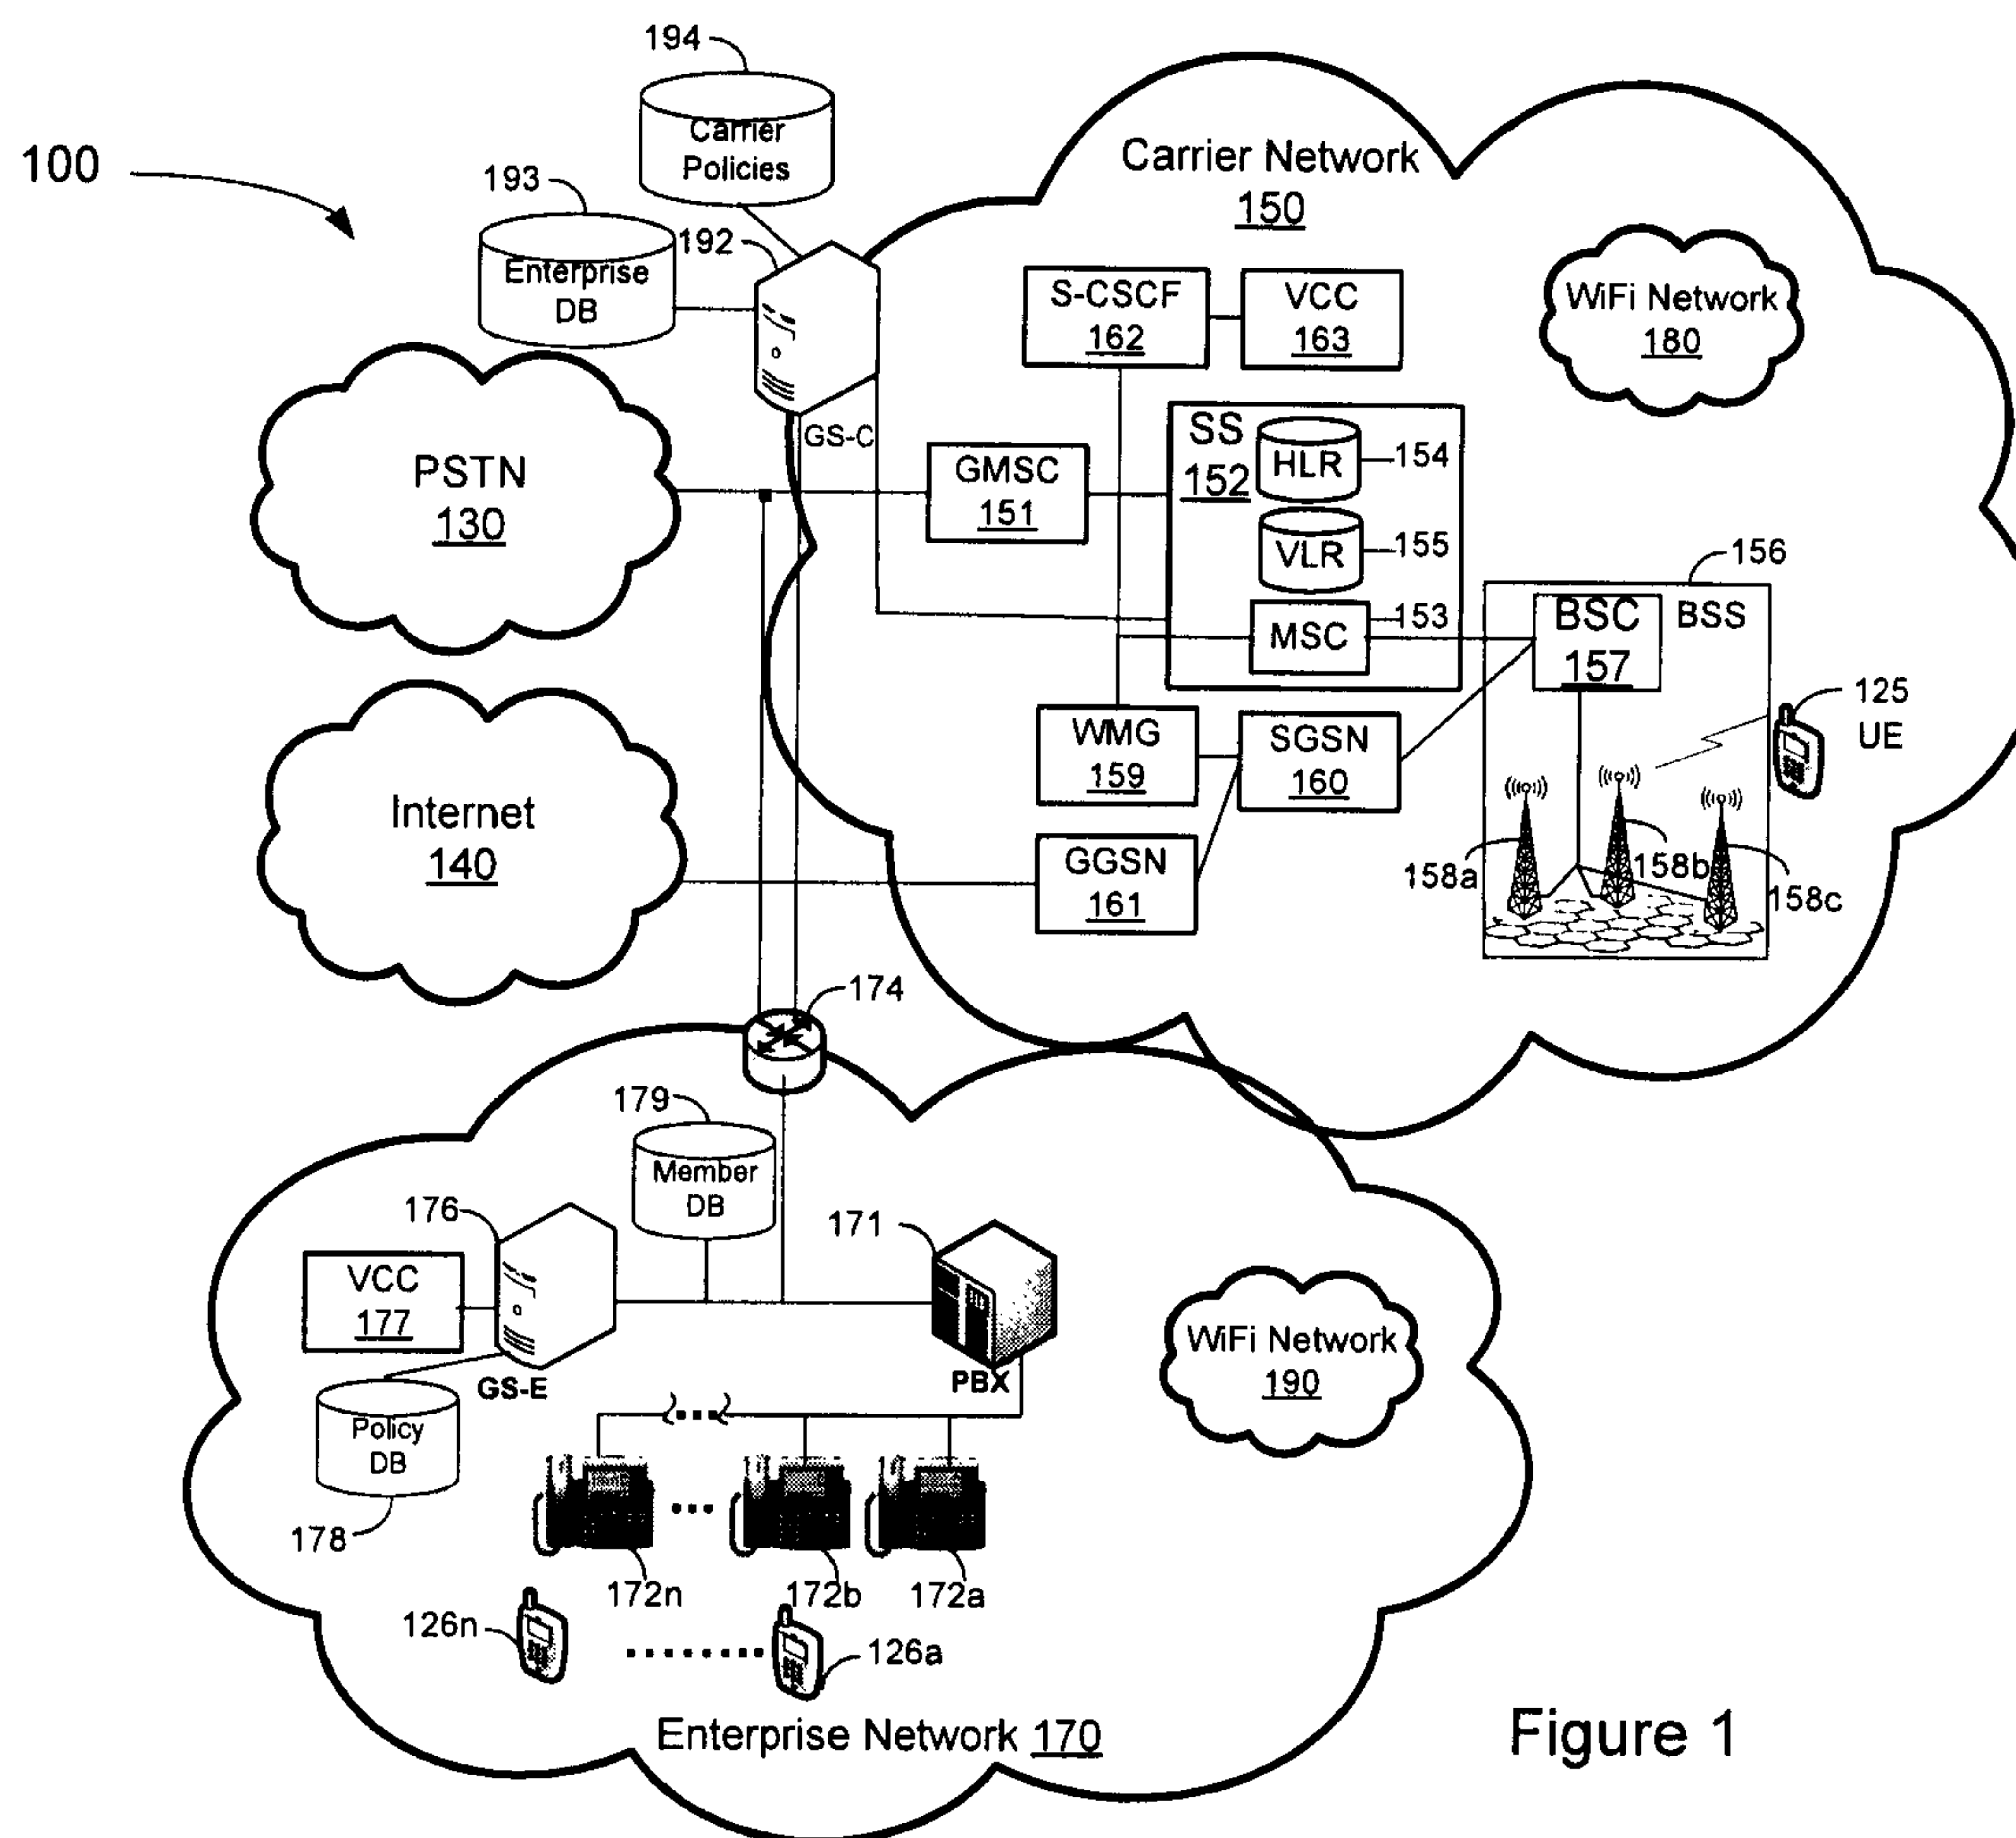 194
Carrier
Policies
100
193
Enterprise
DB
192
GS-C
Carrier Network
150
WiFi Network
180
S-CSCF
162
VCC
163
PSTN
130
GMSC
151
SS
152
HLR
154
VLR
155
MSC
153
156
BSC
157
BSS
125
UE
WMG
159
SGSN
160
Internet
140
GGSN
161
158a
158b
158c
174
179
Member
DB
176
VCC
177
GS-E
171
PBX
WiFi Network
190
Policy
DB
178
172n
172b
172a
126n
126a
Enterprise Network 170
Figure 1